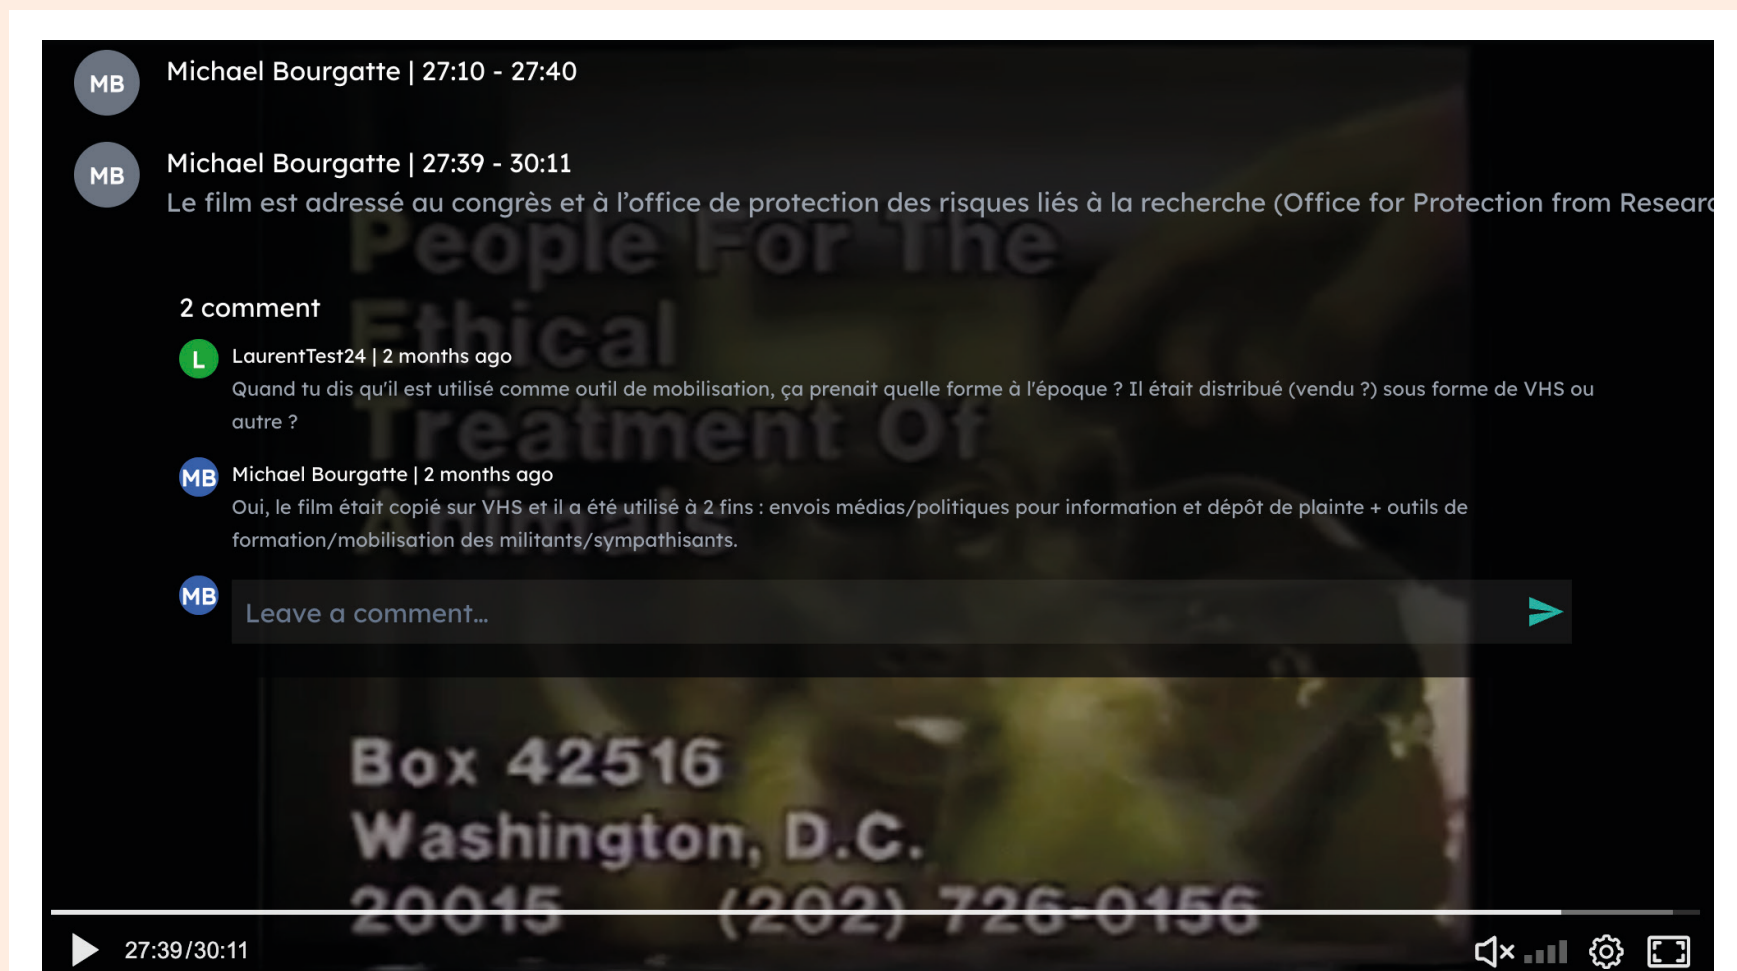 MB
Michael Bourgatte | 27:10 - 27:40
MB
Michael Bourgatte | 27:39 - 30:11
Le film est adressé au congrès et à l’office de protection des risques liés à la recherche (Office for Protection from Researc
People For The
2 comment
Ethical
L
LaurentTest24 | 2 months ago
Quand tu dis qu'il est utilisé comme outil de mobilisation, ça prenait quelle forme à l'époque ? Il était distribué (vendu ?) sous forme de VHS ou
autre ?
Treatment Of
MB
Michael Bourgatte | 2 months ago
Oui, le film était copié sur VHS et il a été utilisé à 2 fins : envois médias/politiques pour information et dépôt de plainte + outils de
Animals
formation/mobilisation des militants/sympathisants.
MB
Leave a comment...
Box 42516
Washington, D.C.
20015 (202) 726-0156
27:39/30:11